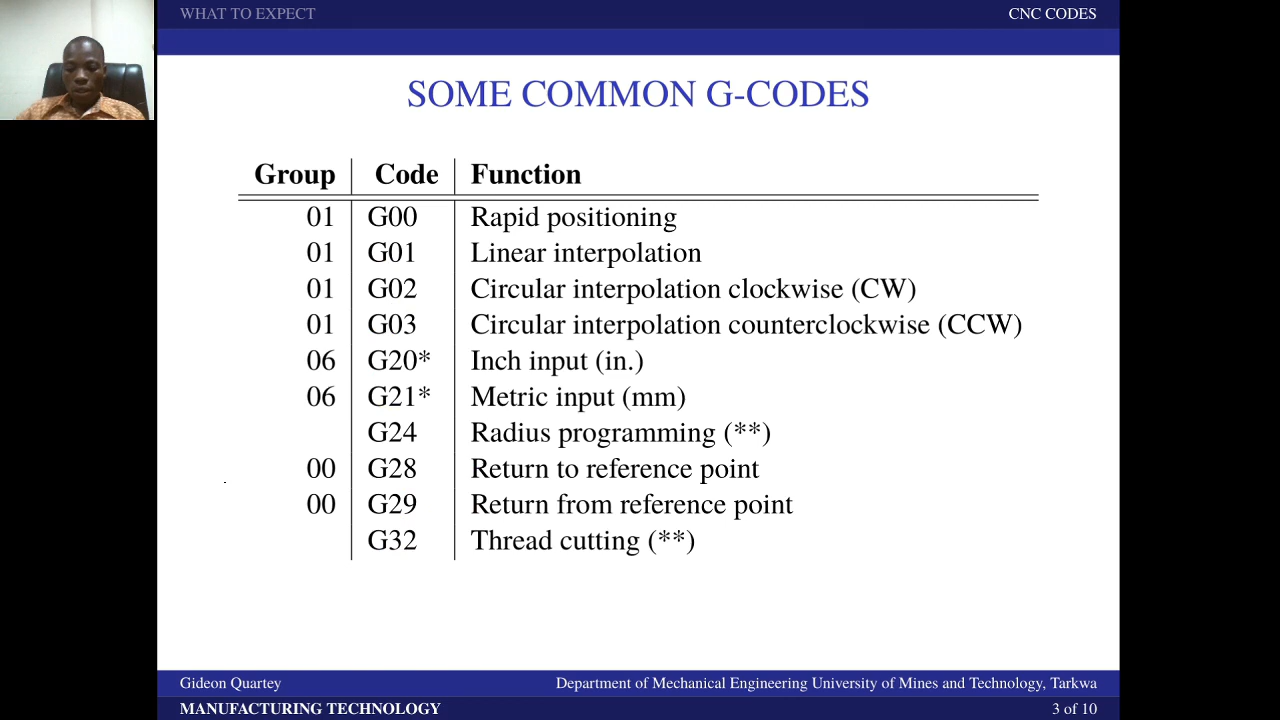 WHAT TO EXPECT CNC CODES
SOME COMMON G-CODES
Group Code Function
01 G00 Rapid positioning
01 G01 Linear interpolation
01 G02 Circular interpolation clockwise (CW)
01 G03 Circular interpolation counterclockwise (CCW)
06 G20* Inch input (in.)
06 G21* Metric input (mm)
G24 Radius programming (**)
00 G28 Return to reference point
00 G29 Return from reference point
G32 Thread cutting (**)
Gideon Quartey Department of Mechanical Engineering University of Mines and Technology, Tarkwa
MANUFACTURING TECHNOLOGY 3 of 10